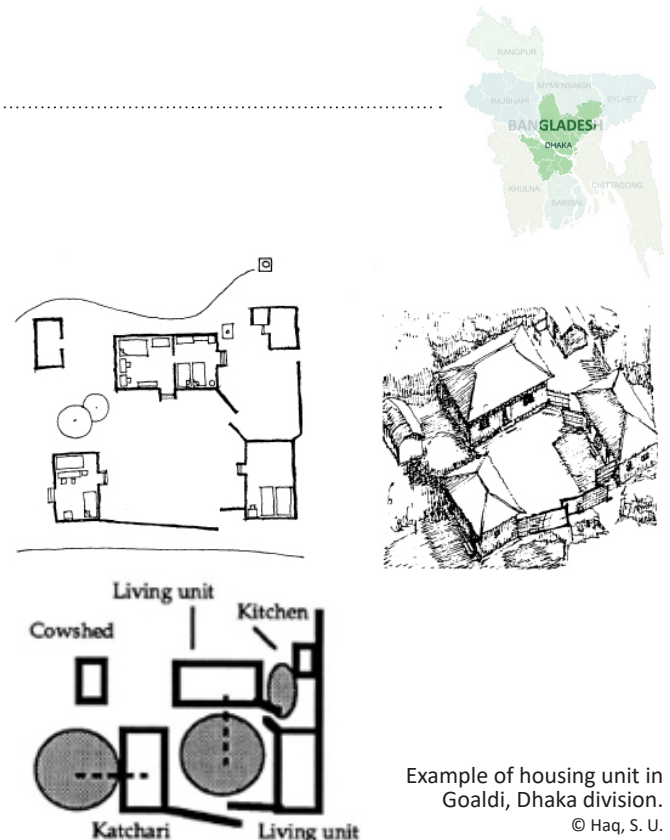 RANGPUR
MYMENSINGH
RAJSHAHI
SYLHET
BANGLADESH
DHAKA
KHULNA
CHITTAGONG
BARISAL
Living unit
Kitchen
Cowshed
Katchari
Living unit
Example of housing unit in
Goaldi, Dhaka division.
© Haq, S. U.